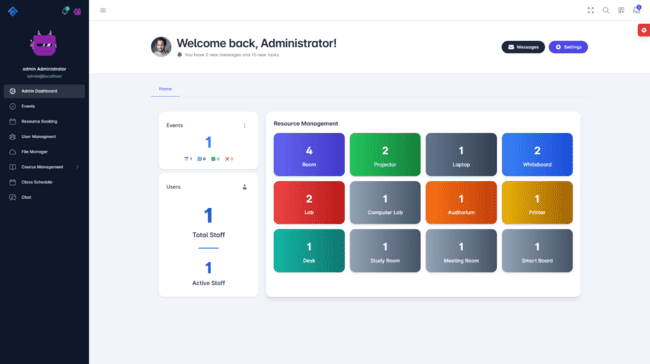 1
1
admin Administrator
admin@localhost
Admin Dashboard
Events
Resource Booking
User Managment
File Manager
Course Management
Class Schedule
Chat
Welcome back, Administrator!
You have 2 new messages and 15 new tasks
Messages
Settings
Home
Events
1
1 0 0 0
Users
1
Total Staff
1
Active Staff
Resource Management
4
Room
2
Projector
1
Laptop
2
Whiteboard
2
Lab
1
Computer Lab
1
Auditorium
1
Printer
1
Desk
1
Study Room
1
Meeting Room
1
Smart Board